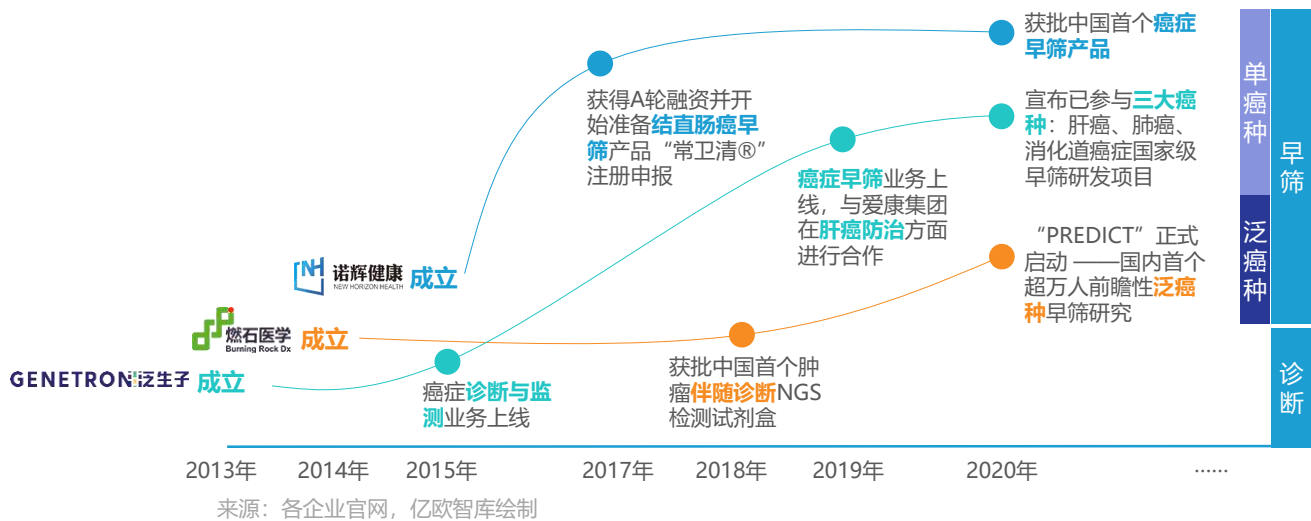 获批中国首个癌症
早筛产品
获得A轮融资并开
始准备结直肠癌早
筛产品“常卫清®”
注册申报
宣布已参与三大癌
种：肝癌、肺癌、
消化道癌症国家级
早筛研发项目
癌症早筛业务上
线，与爱康集团
在肝癌防治方面
进行合作
“PREDICT”正式
启动 ——国内首个
超万人前瞻性泛癌
种早筛研究
NH 诺辉健康 成立
NEW HORIZON HEALTH
燃石医学 成立
Burning Rock Dx
GENETRON 泛生子 成立
癌症诊断与监
测业务上线
获批中国首个肿
瘤伴随诊断NGS
检测试剂盒
单癌种
泛癌种
早筛
诊断
2013年 2014年 2015年 2017年 2018年 2019年 2020年 ……
来源：各企业官网，亿欧智库绘制